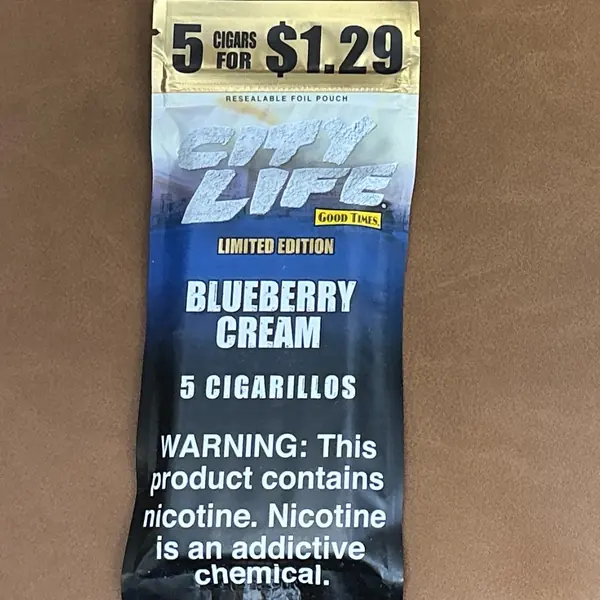 5 CIGARS FOR $1.29
RESEALABLE FOIL POUCH
CITY
LIFE
GOOD TIMES
LIMITED EDITION
BLUEBERRY
CREAM
5 CIGARILLOS
WARNING: This
product contains
nicotine. Nicotine
is an addictive
chemical.